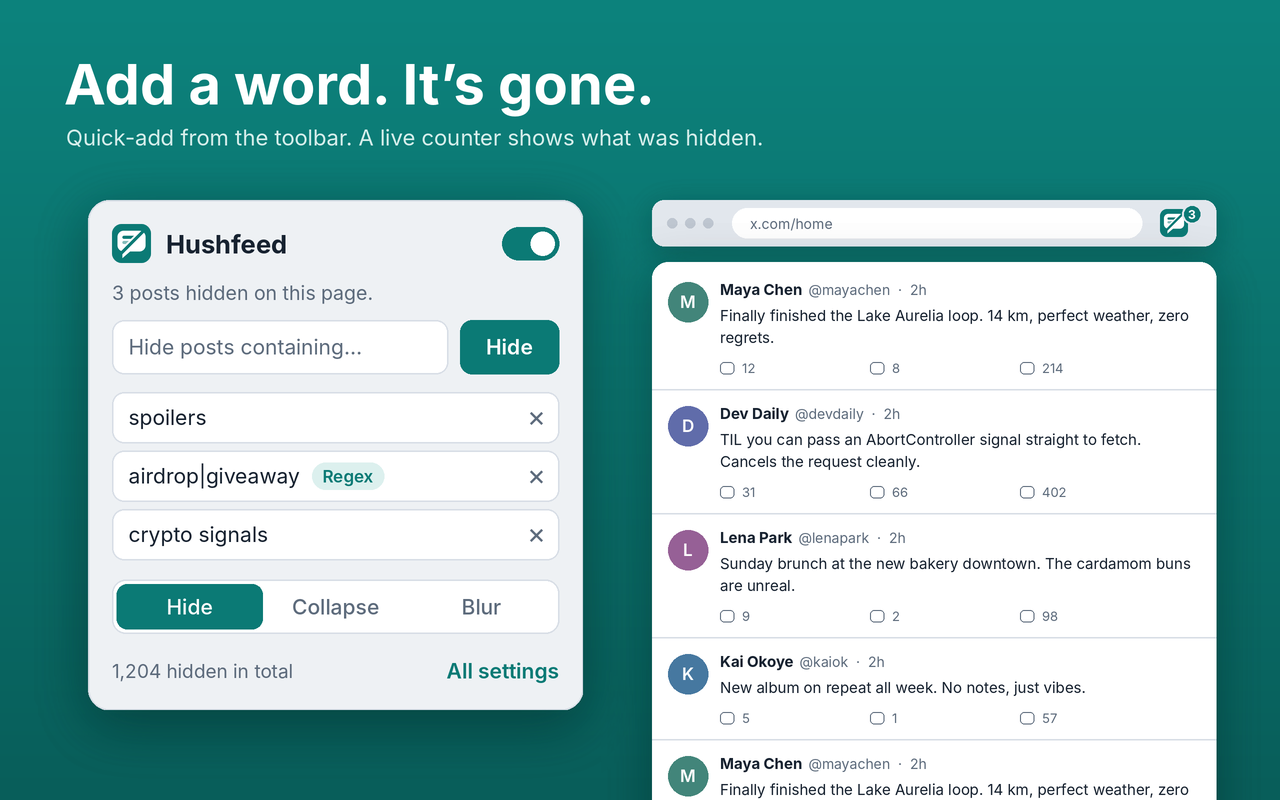 Add a word. It’s gone.
Quick-add from the toolbar. A live counter shows what was hidden.
Hushfeed
3 posts hidden on this page.
Hide posts containing...
Hide
spoilers
airdrop|giveaway Regex
crypto signals
Hide Collapse Blur
1,204 hidden in total All settings
x.com/home
3
M
Maya Chen @mayachen · 2h
Finally finished the Lake Aurelia loop. 14 km, perfect weather, zero
regrets.
12 8 214
D
Dev Daily @devdaily · 2h
TIL you can pass an AbortController signal straight to fetch.
Cancels the request cleanly.
31 66 402
L
Lena Park @lenapark · 2h
Sunday brunch at the new bakery downtown. The cardamom buns
are unreal.
9 2 98
K
Kai Okoye @kaiok · 2h
New album on repeat all week. No notes, just vibes.
5 1 57
M
Maya Chen @mayachen · 2h
Finally finished the Lake Aurelia loop. 14 km, perfect weather, zero